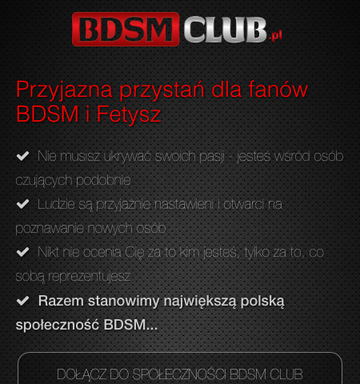 BDSM CLUB.pl
Przyjazna przystań dla fanów
BDSM i Fetysz
Nie musisz ukrywać swoich pasji - jesteś wśród osób
czujących podobnie
Ludzie są przyjaźnie nastawieni i otwarci na
poznawanie nowych osób
Nikt nie ocenia Cię za to kim jesteś, tylko za to, co
sobą reprezentujesz
Razem stanowimy największą polską
społeczność BDSM...
DOŁĄCZ DO SPOŁECZNOŚCI BDSM CLUB